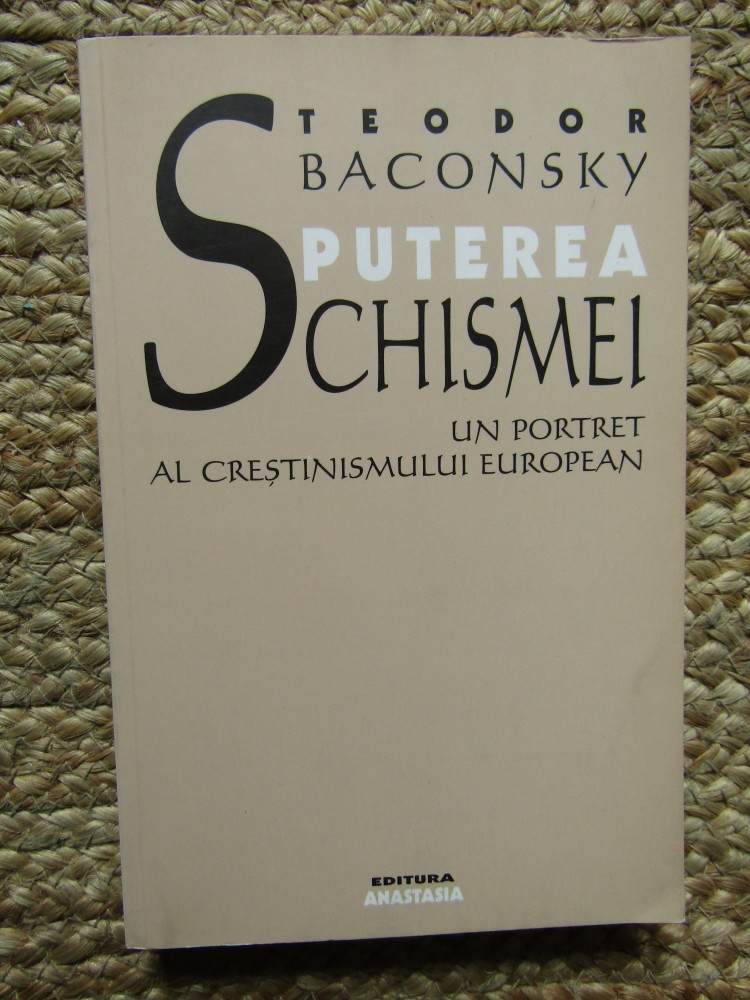 TEODOR
BACONSKY
PUTEREA
SCHISMEI
UN PORTRET
AL CREȘTINISMULUI EUROPEAN
EDITURA
ANASTASIA